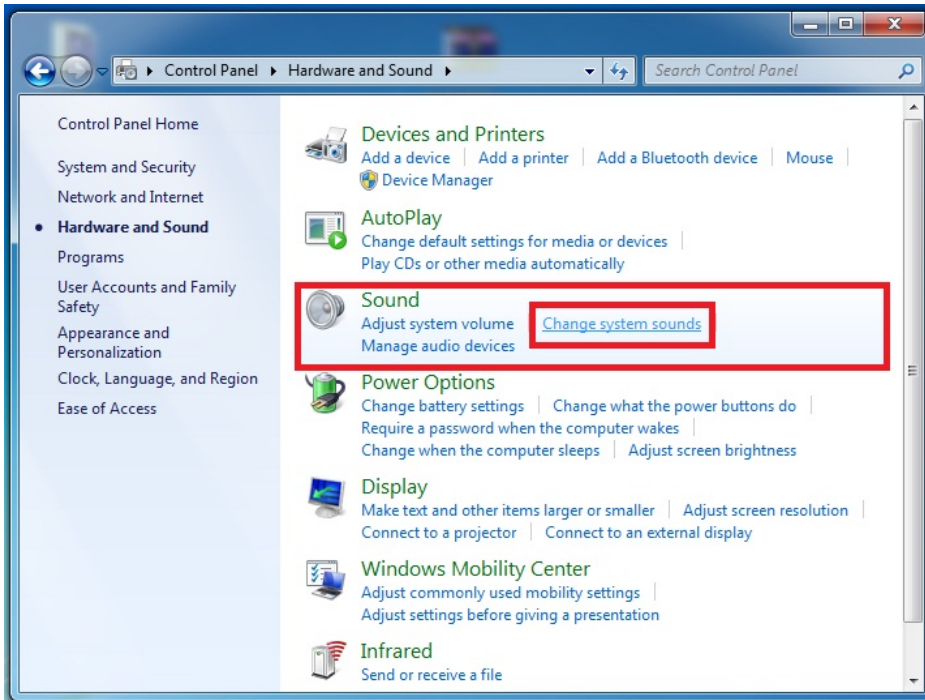 Control Panel Hardware and Sound Search Control Panel
Control Panel Home
System and Security
Network and Internet
Hardware and Sound
Programs
User Accounts and Family
Safety
Appearance and
Personalization
Clock, Language, and Region
Ease of Access
Devices and Printers
Add a device Add a printer Add a Bluetooth device Mouse
Device Manager
AutoPlay
Change default settings for media or devices
Play CDs or other media automatically
Sound
Adjust system volume Change system sounds
Manage audio devices
Power Options
Change battery settings Change what the power buttons do
Require a password when the computer wakes
Change when the computer sleeps Adjust screen brightness
Display
Make text and other items larger or smaller Adjust screen resolution
Connect to a projector Connect to an external display
Windows Mobility Center
Adjust commonly used mobility settings
Adjust settings before giving a presentation
Infrared
Send or receive a file